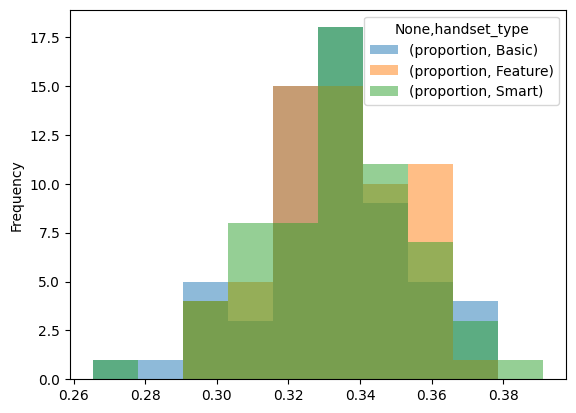 None,handset_type
(proportion, Basic)
(proportion, Feature)
(proportion, Smart)
17.5
15.0
12.5
10.0
7.5
5.0
2.5
0.0
Frequency
0.26 0.28 0.30 0.32 0.34 0.36 0.38